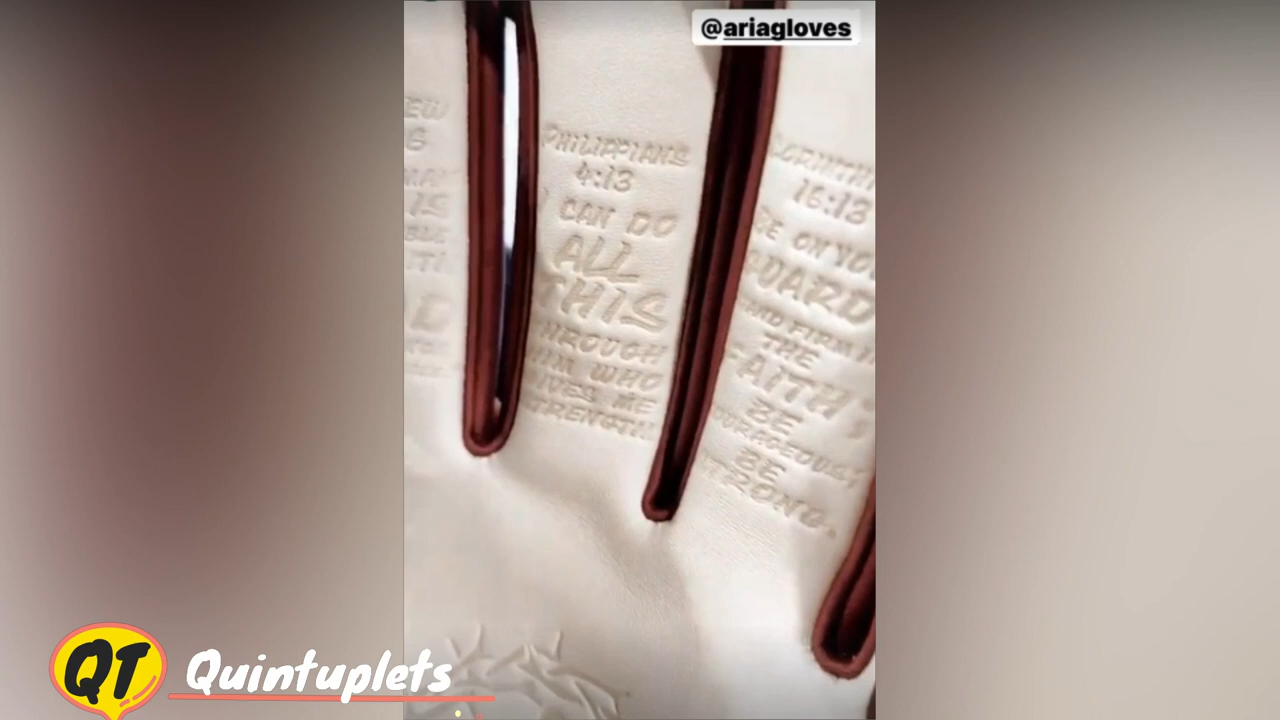 @ariagloves
PHILIPPIANS
4:13
I CAN DO
ALL
THIS
THROUGH
HIM WHO
GIVES ME
STRENGTH
16:13
BE ON YOUR
GUARD
FIRM IN
THE
FAITH;
BE
COURAGEOUS;
BE
STRONG.
IS
QT
Quintuplets